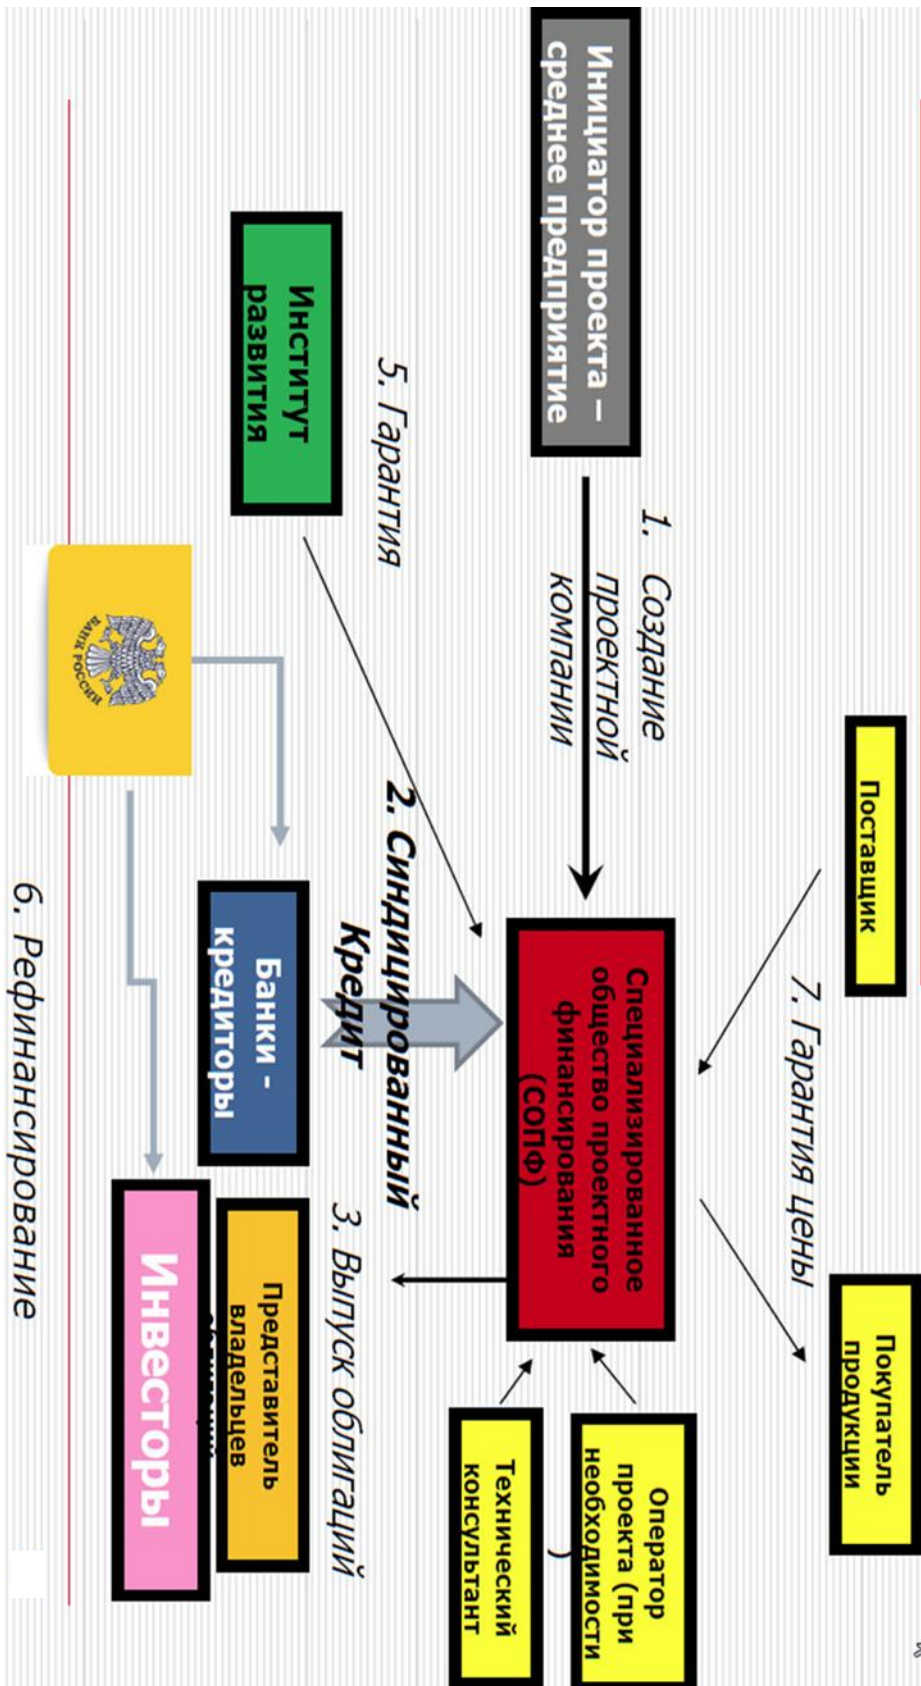 Поставщик
Покупатель
продукции
7. Гарантия цены
Инициатор проекта –
среднее предприятие
1. Создание
проектной
компании
Специализированное
общество проектного
финансирования
(СОПФ)
Оператор
проекта (при
необходимости
)
Технический
консультант
5. Гарантия
2. Синдицированный
Кредит
3. Выпуск облигаций
Институт
развития
Банки -
кредиторы
Представитель
владельцев
облигаций
Инвесторы
БАНК РОССИИ
6. Рефинансирование